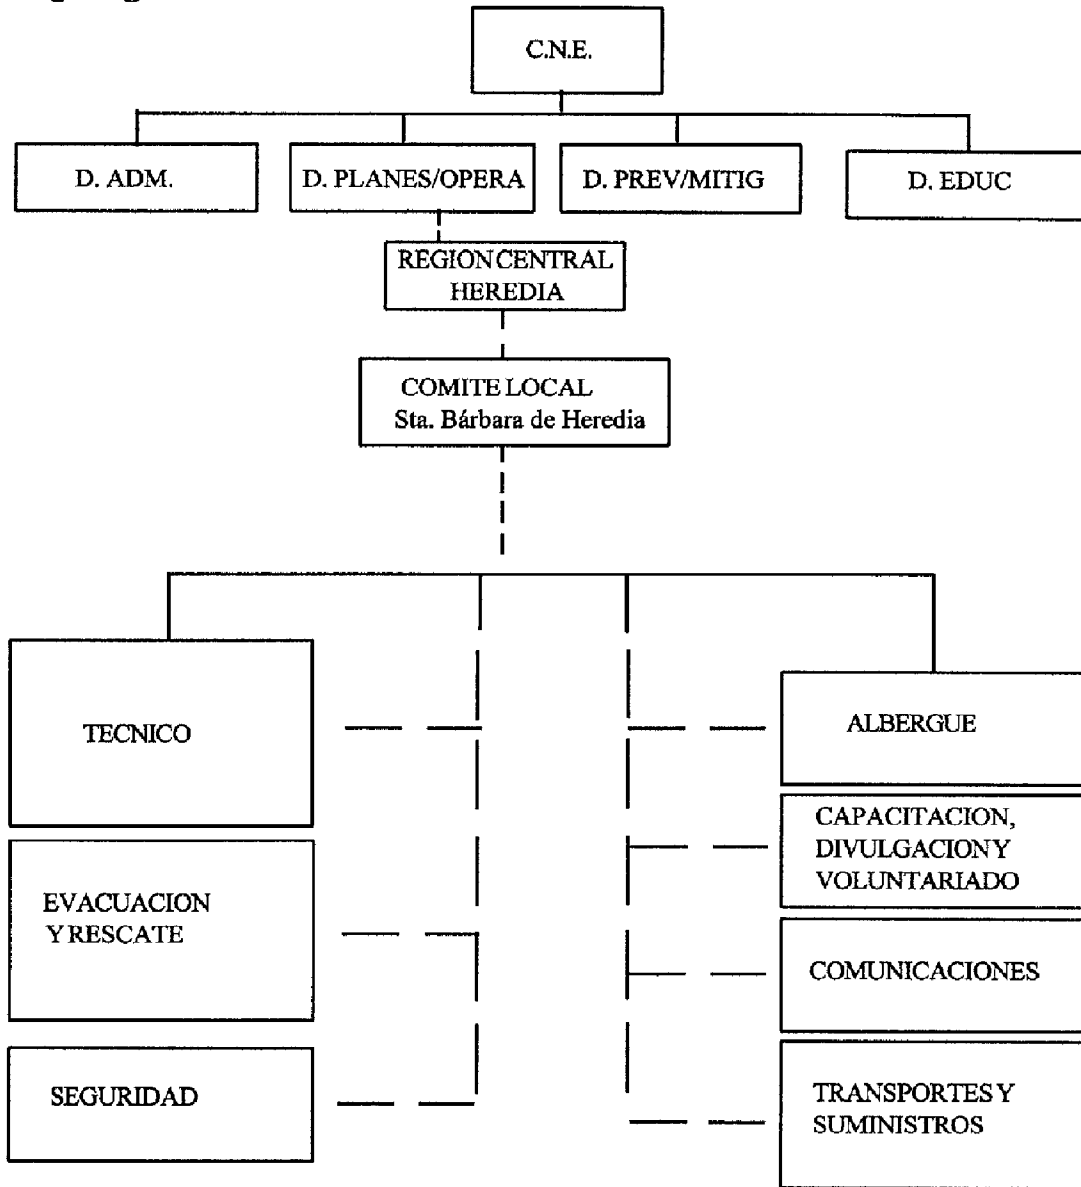 C.N.E.
D. ADM.
D. PLANES/OPERA
D. PREV/MITIG
D. EDUC
REGION CENTRAL
HEREDIA
COMITE LOCAL
Sta. Bárbara de Heredia
TECNICO
EVACUACION
Y RESCATE
SEGURIDAD
ALBERGUE
CAPACITACION,
DIVULGACION Y
VOLUNTARIADO
COMUNICACIONES
TRANSPORTES Y
SUMINISTROS